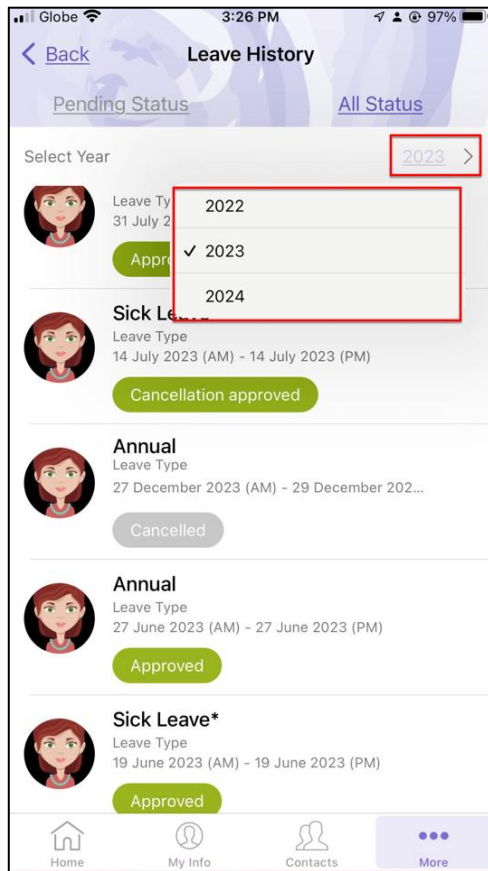 Globe 3:26 PM 97%
Back Leave History
Pending Status All Status
Select Year 2023
Leave Ty
31 July 2
Appr
2022
✓ 2023
2024
Sick Leave
Leave Type
14 July 2023 (AM) - 14 July 2023 (PM)
Cancellation approved
Annual
Leave Type
27 December 2023 (AM) - 29 December 202...
Cancelled
Annual
Leave Type
27 June 2023 (AM) - 27 June 2023 (PM)
Approved
Sick Leave*
Leave Type
19 June 2023 (AM) - 19 June 2023 (PM)
Approved
Home My Info Contacts More